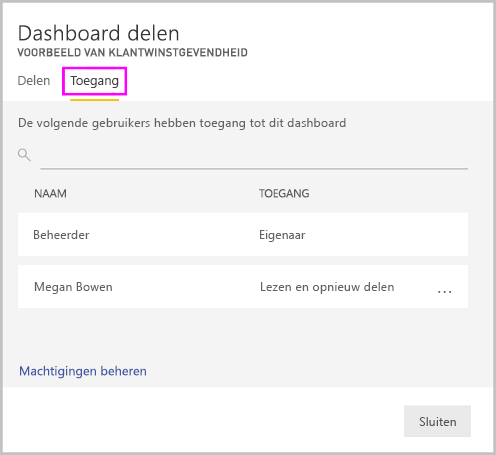 Dashboard delen
VOORBEELD VAN KLANTWINSTGEVENDHEID
Delen Toegang
De volgende gebruikers hebben toegang tot dit dashboard
NAAM TOEGANG
Beheerder Eigenaar
Megan Bowen Lezen en opnieuw delen ...
Machtigingen beheren
Sluiten